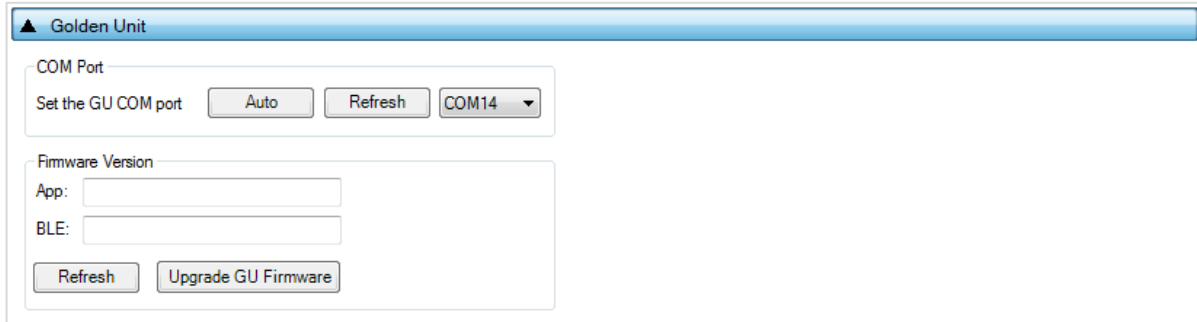 Golden Unit
COM Port
Set the GU COM port Auto Refresh COM14
Firmware Version
App:
BLE:
Refresh Upgrade GU Firmware